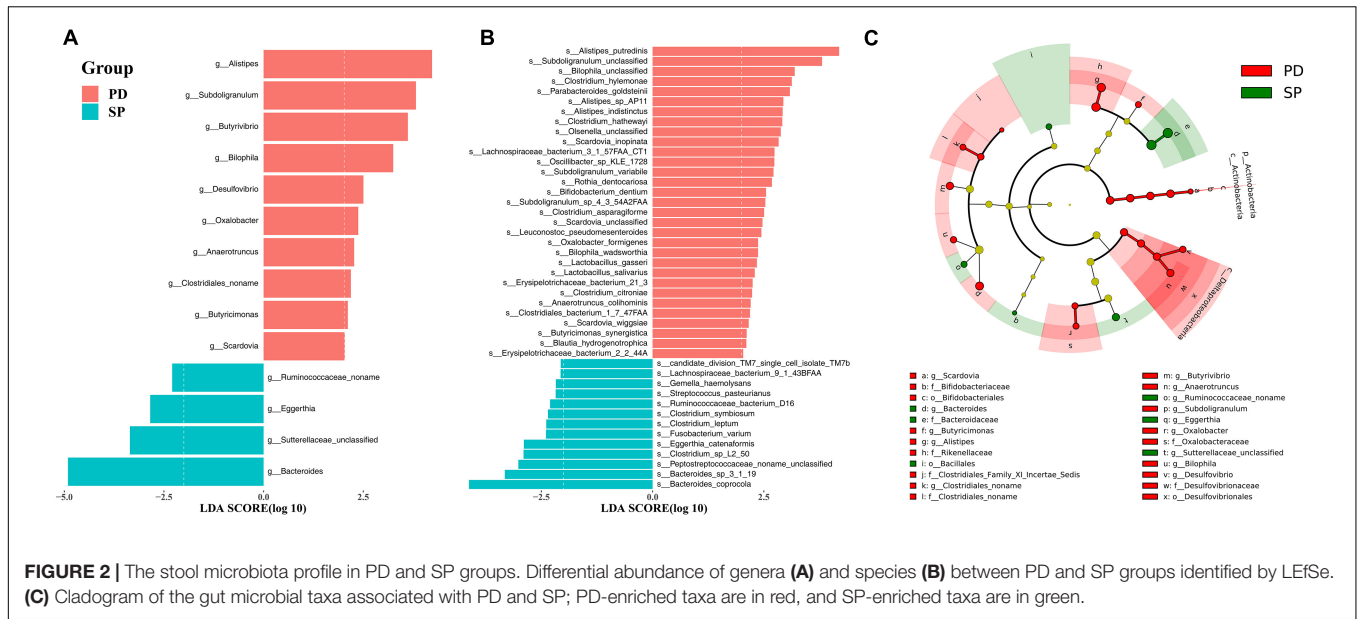 A
Group
PD
SP
g__Alistipes
g__Subdoligranulum
g__Butyrivibrio
g__Bilophila
g__Desulfovibrio
g__Oxalobacter
g__Anaerotruncus
g__Clostridiales_noname
g__Butyricimonas
g__Scardovia
g__Ruminococcaceae_noname
g__Eggerthia
g__Sutterellaceae_unclassified
g__Bacteroides
−5.0 −2.5 0.0 2.5
LDA SCORE(log 10)
B
s__Alistipes_putredinis
s__Subdoligranulum_unclassified
s__Bilophila_unclassified
s__Clostridium_hylemonae
s__Parabacteroides_goldsteinii
s__Alistipes_sp_AP11
s__Alistipes_indistinctus
s__Clostridium_hathewayi
s__Olsenella_unclassified
s__Scardovia_inopinata
s__Lachnospiraceae_bacterium_3_1_57FAA_CT1
s__Oscillibacter_sp_KLE_1728
s__Subdoligranulum_variabile
s__Rothia_dentocariosa
s__Bifidobacterium_dentium
s__Subdoligranulum_sp_4_3_54A2FAA
s__Clostridium_asparagiforme
s__Scardovia_unclassified
s__Leuconostoc_pseudomesenteroides
s__Oxalobacter_formigenes
s__Bilophila_wadsworthia
s__Lactobacillus_gasseri
s__Lactobacillus_salivarius
s__Erysipelotrichaceae_bacterium_21_3
s__Clostridium_citroniae
s__Anaerotruncus_colihominis
s__Clostridiales_bacterium_1_7_47FAA
s__Scardovia_wiggsiae
s__Butyricimonas_synergistica
s__Blautia_hydrogenotrophica
s__Erysipelotrichaceae_bacterium_2_2_44A
s__candidate_division_TM7_single_cell_isolate_TM7b
s__Lachnospiraceae_bacterium_9_1_43BFAA
s__Gemella_haemolysans
s__Streptococcus_pasteurianus
s__Ruminococcaceae_bacterium_D16
s__Clostridium_symbiosum
s__Clostridium_leptum
s__Fusobacterium_varium
s__Eggerthia_catenaformis
s__Clostridium_sp_L2_50
s__Peptostreptococcaceae_noname_unclassified
s__Bacteroides_sp_3_1_19
s__Bacteroides_coprocola
−2.5 0.0 2.5
LDA SCORE(log 10)
C
PD
SP
i
h
g
f
e
d
j
k
l
m
n
o
p
q
r
s
t
u
v
w
x
a b c
p__Actinobacteria
c__Actinobacteria
c__Deltaproteobacteria
a: g__Scardovia
b: f__Bifidobacteriaceae
c: o__Bifidobacteriales
d: g__Bacteroides
e: f__Bacteroidaceae
f: g__Butyricimonas
g: g__Alistipes
h: f__Rikenellaceae
i: o__Bacillales
j: f__Clostridiales_Family_XI_Incertae_Sedis
k: g__Clostridiales_noname
l: f__Clostridiales_noname
m: g__Butyrivibrio
n: g__Anaerotruncus
o: g__Ruminococcaceae_noname
p: g__Subdoligranulum
q: g__Eggerthia
r: g__Oxalobacter
s: f__Oxalobacteraceae
t: g__Sutterellaceae_unclassified
u: g__Bilophila
v: g__Desulfovibrio
w: f__Desulfovibrionaceae
x: o__Desulfovibrionales
FIGURE 2 | The stool microbiota profile in PD and SP groups. Differential abundance of genera (A) and species (B) between PD and SP groups identified by LEfSe.
(C) Cladogram of the gut microbial taxa associated with PD and SP; PD-enriched taxa are in red, and SP-enriched taxa are in green.